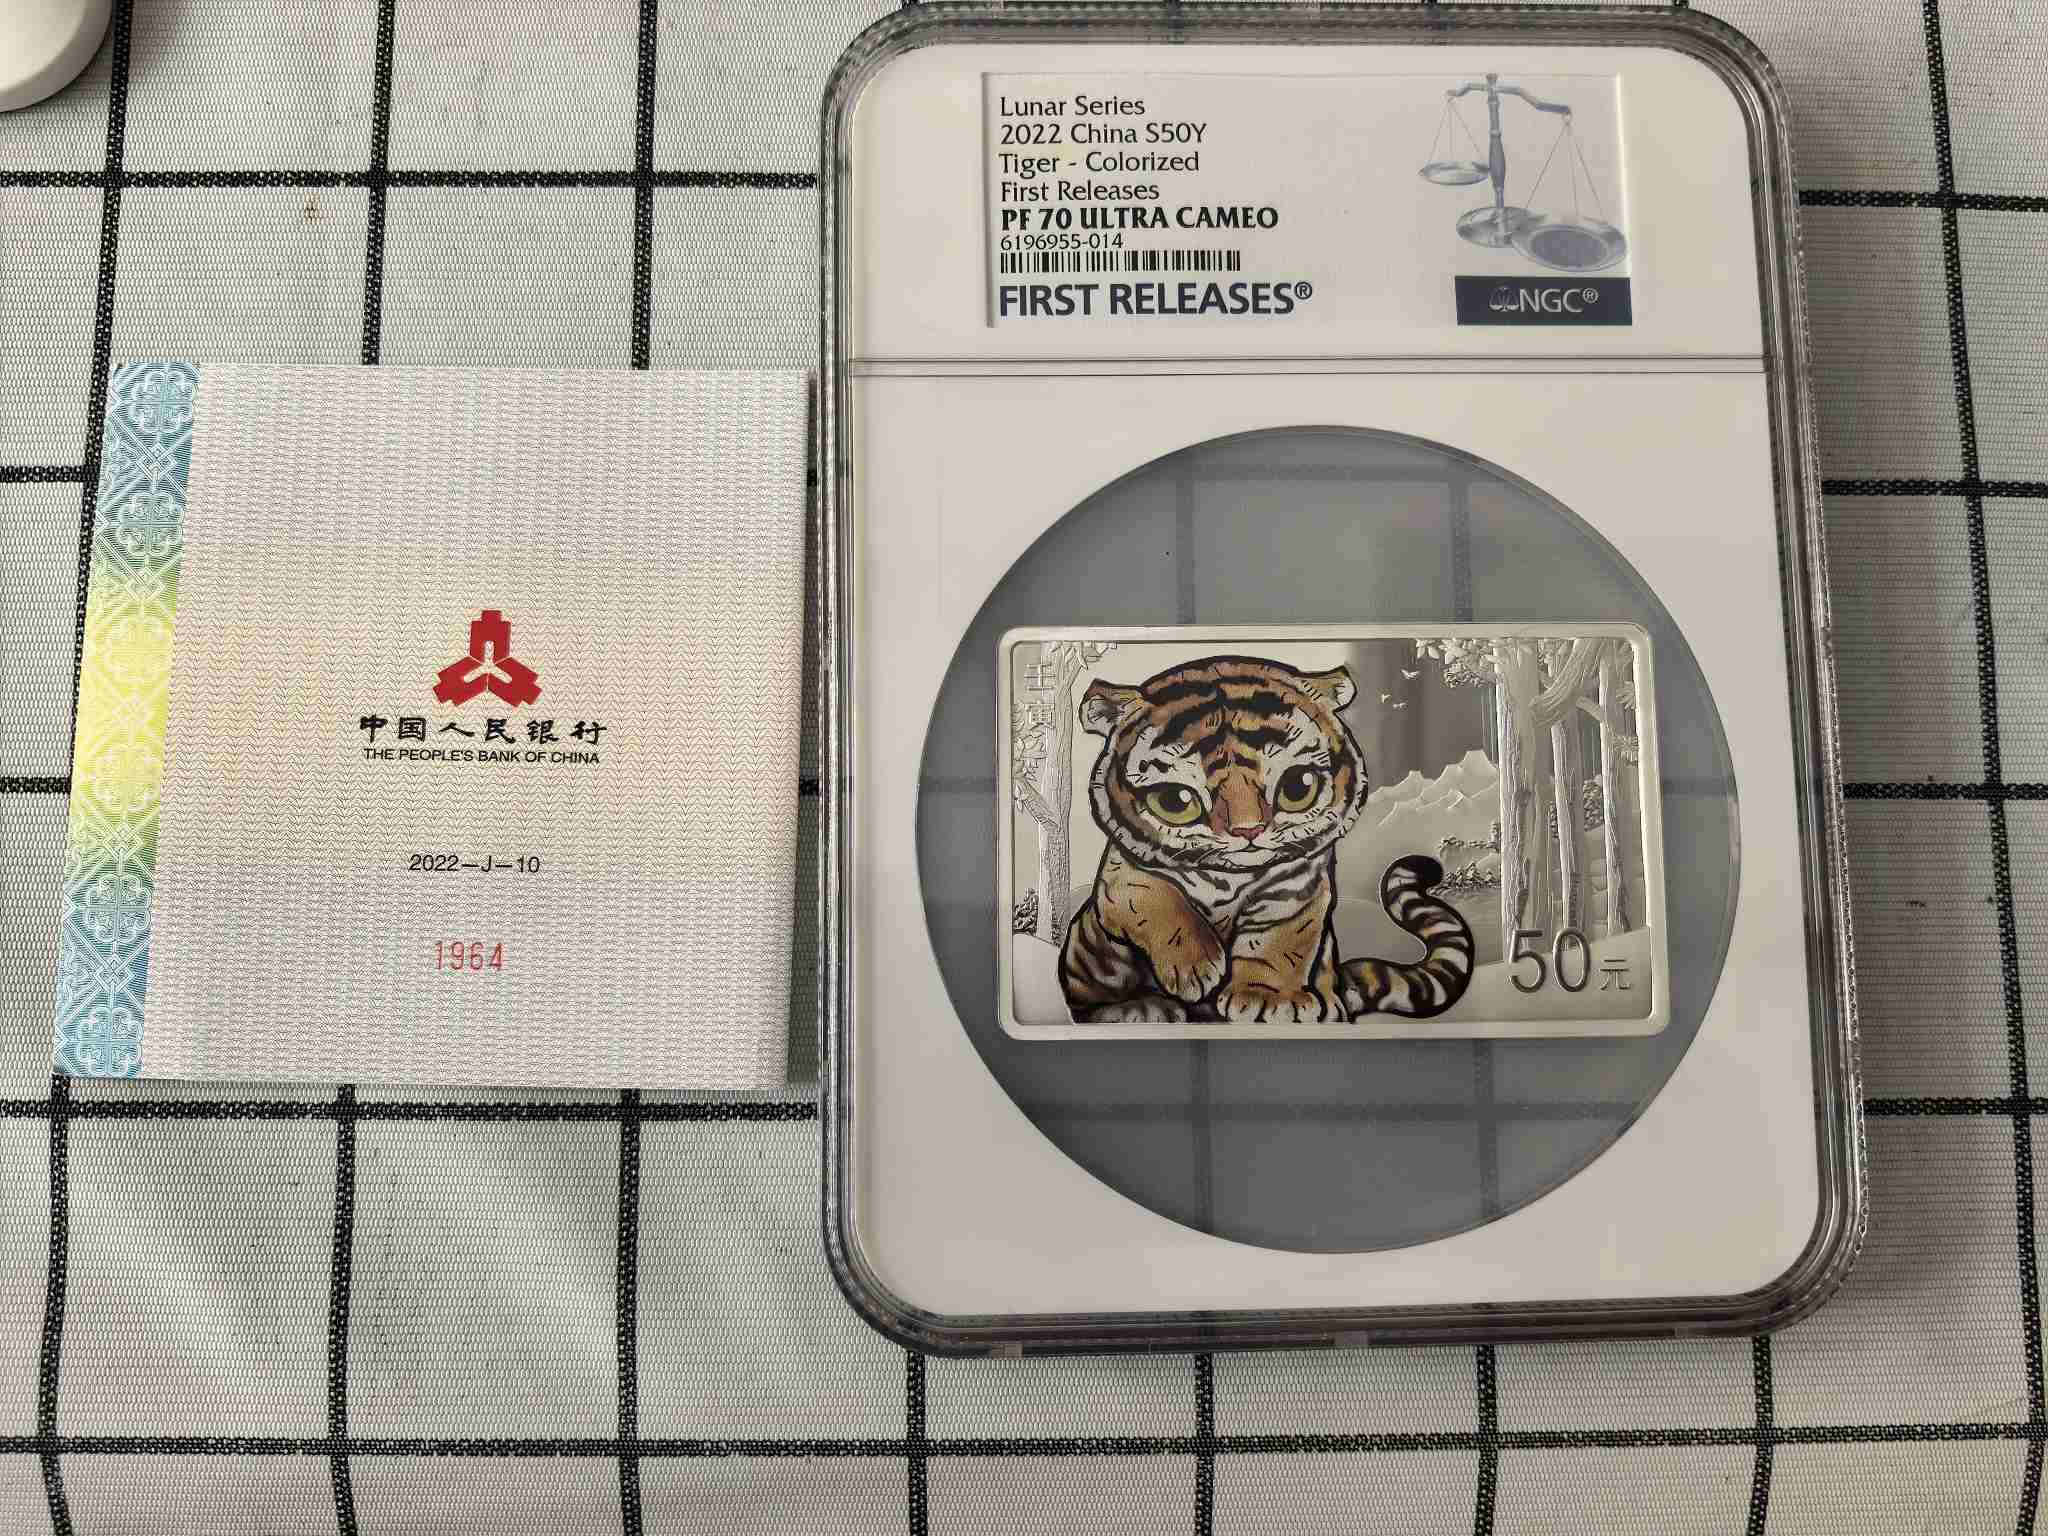 中国人民银行
THE PEOPLE'S BANK OF CHINA
2022—J—10
1964
Lunar Series
2022 China S50Y
Tiger - Colorized
First Releases
PF 70 ULTRA CAMEO
6196955-014
FIRST RELEASES®
NGC®
壬寅年
50元